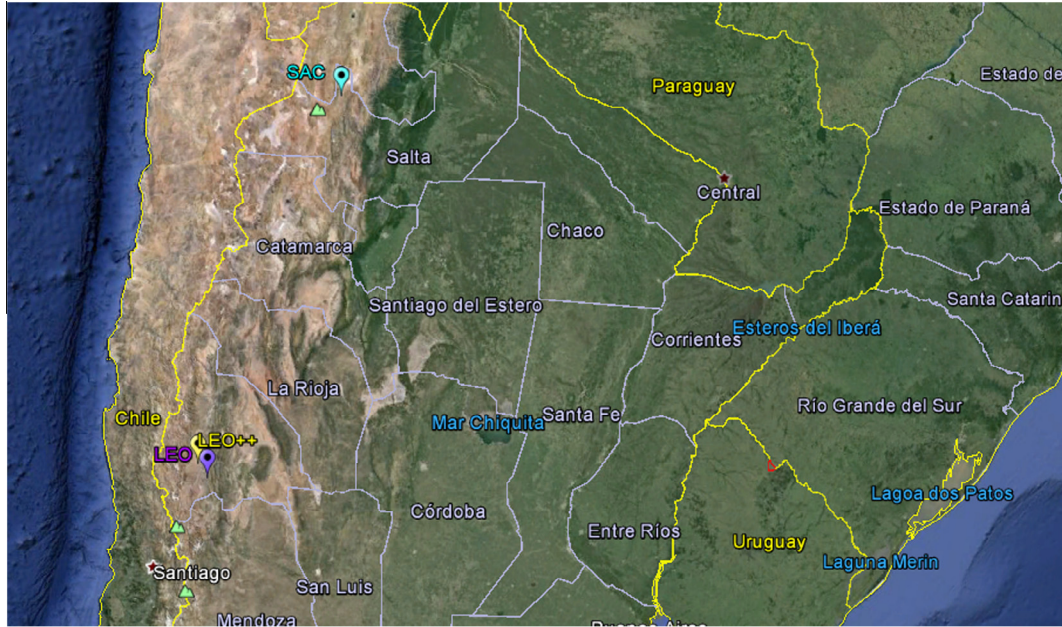 SAC
Estado de
Paraguay
Salta
Central
Estado de Paraná
Chaco
Catamarca
Santiago del Estero
Santa Catarin
Esteros del Iberá
Corrientes
La Rioja
Río Grande del Sur
Chile
Mar Chiquita
Santa Fe
LEO++
LEO
Lagoa dos Patos
Córdoba
Entre Ríos
Uruguay
Laguna Merin
Santiago
San Luis
Mendoza
Buenos Aires